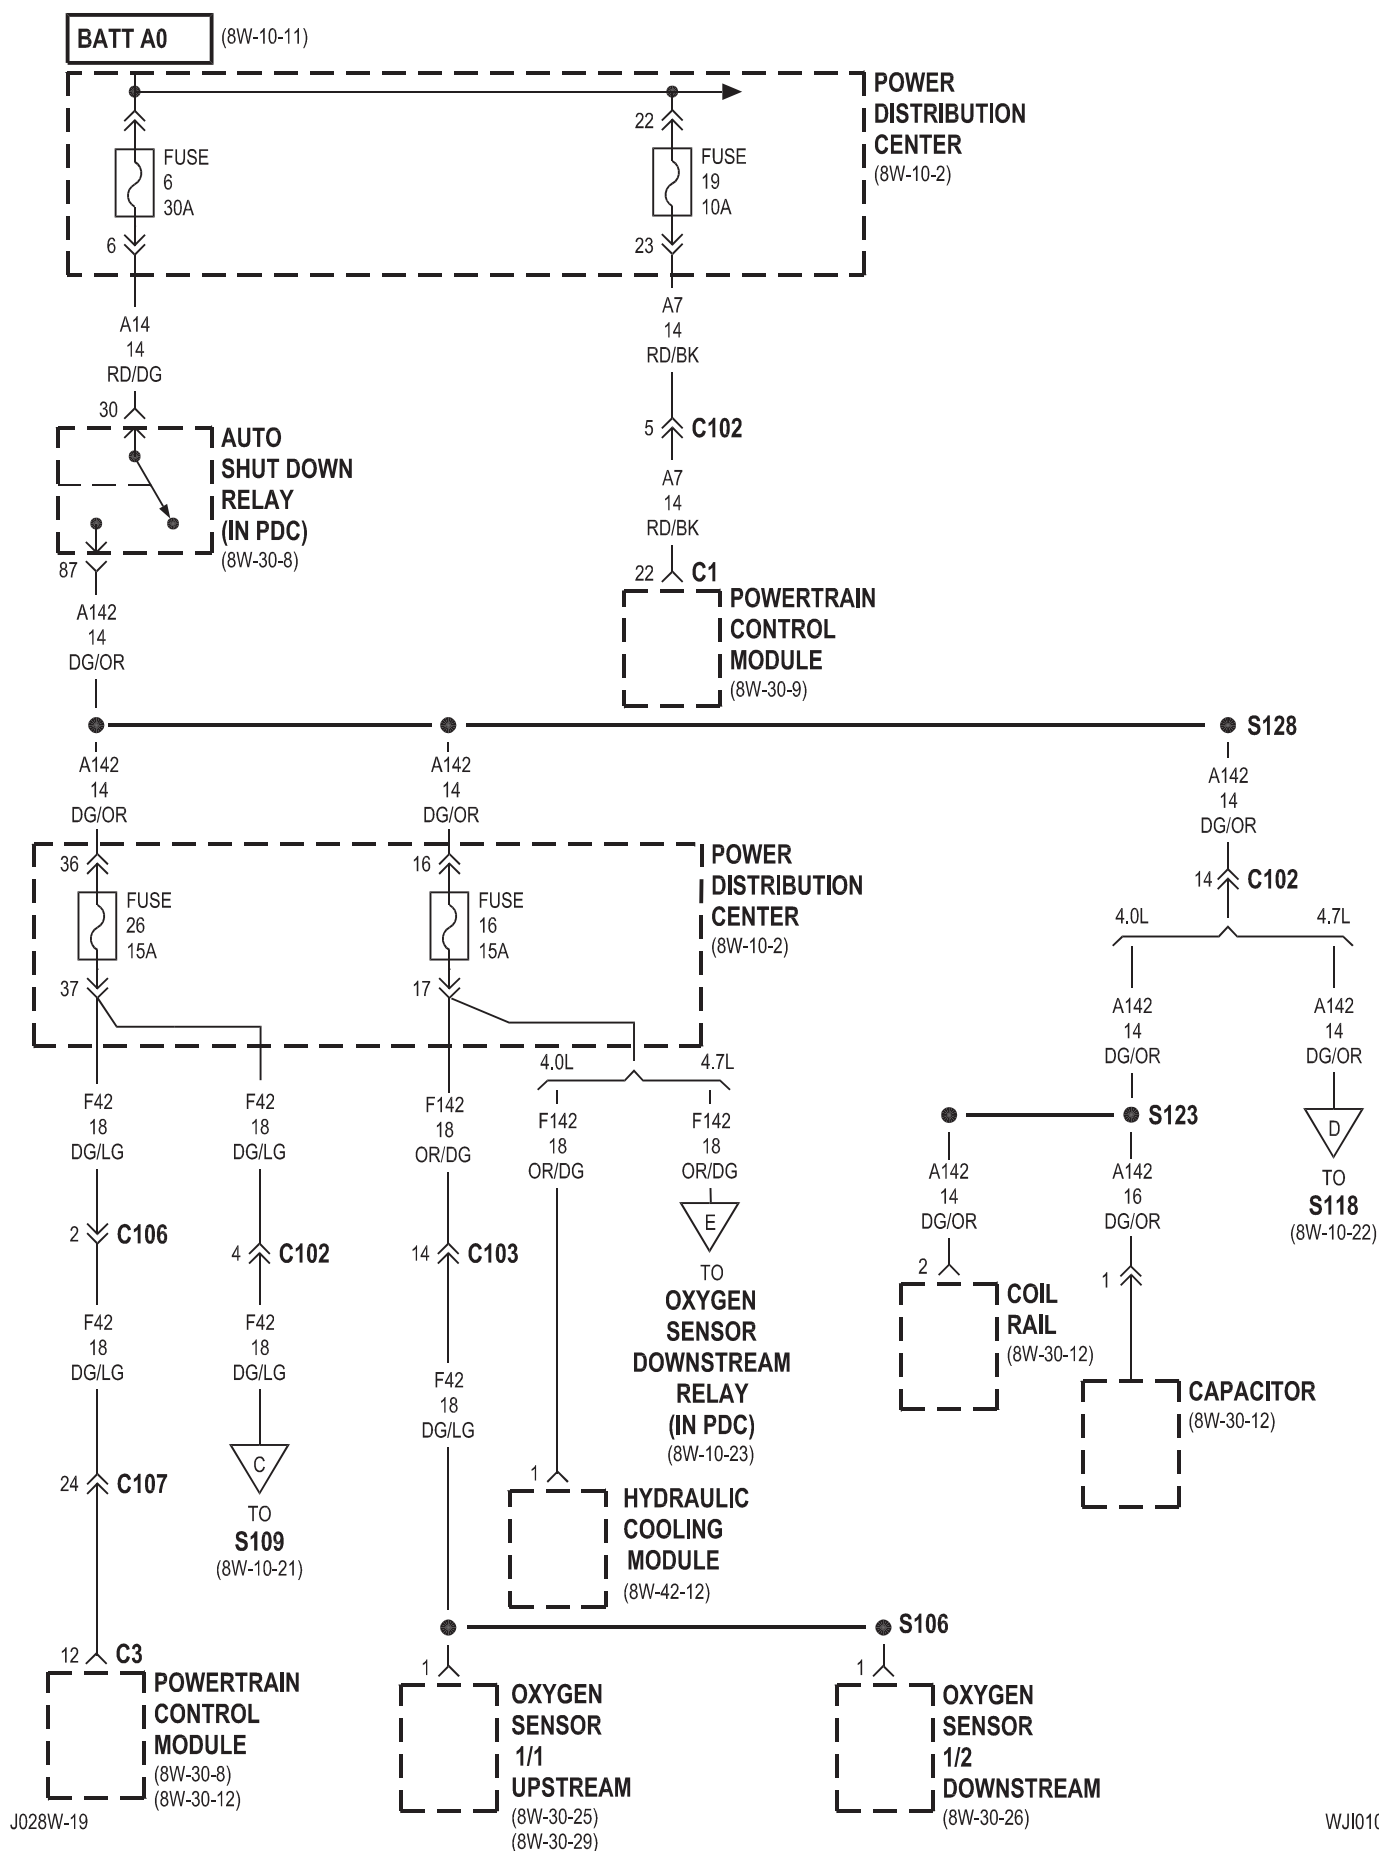 BATT A0
(8W-10-11)
POWER
DISTRIBUTION
CENTER
(8W-10-2)
22
FUSE
6
30A
FUSE
19
10A
6
23
A14
14
RD/DG
A7
14
RD/BK
30
5
C102
AUTO
SHUT DOWN
RELAY
(IN PDC)
(8W-30-8)
A7
14
RD/BK
87
22
C1
POWERTRAIN
CONTROL
MODULE
(8W-30-9)
A142
14
DG/OR
S128
A142
14
DG/OR
A142
14
DG/OR
A142
14
DG/OR
36
16
POWER
DISTRIBUTION
CENTER
(8W-10-2)
14
C102
FUSE
26
15A
FUSE
16
15A
4.0L
4.7L
37
17
A142
14
DG/OR
A142
14
DG/OR
4.0L
4.7L
F42
18
DG/LG
F42
18
DG/LG
F142
18
OR/DG
F142
18
OR/DG
F142
18
OR/DG
S123
D
TO
S118
(8W-10-22)
A142
14
DG/OR
A142
16
DG/OR
2
C106
4
C102
14
C103
E
TO
OXYGEN
SENSOR
DOWNSTREAM
RELAY
(IN PDC)
(8W-10-23)
2
COIL
RAIL
(8W-30-12)
1
CAPACITOR
(8W-30-12)
F42
18
DG/LG
F42
18
DG/LG
F42
18
DG/LG
24
C107
C
TO
S109
(8W-10-21)
1
HYDRAULIC
COOLING
MODULE
(8W-42-12)
S106
12
C3
POWERTRAIN
CONTROL
MODULE
(8W-30-8)
(8W-30-12)
1
OXYGEN
SENSOR
1/1
UPSTREAM
(8W-30-25)
(8W-30-29)
1
OXYGEN
SENSOR
1/2
DOWNSTREAM
(8W-30-26)
J028W-19
WJI010